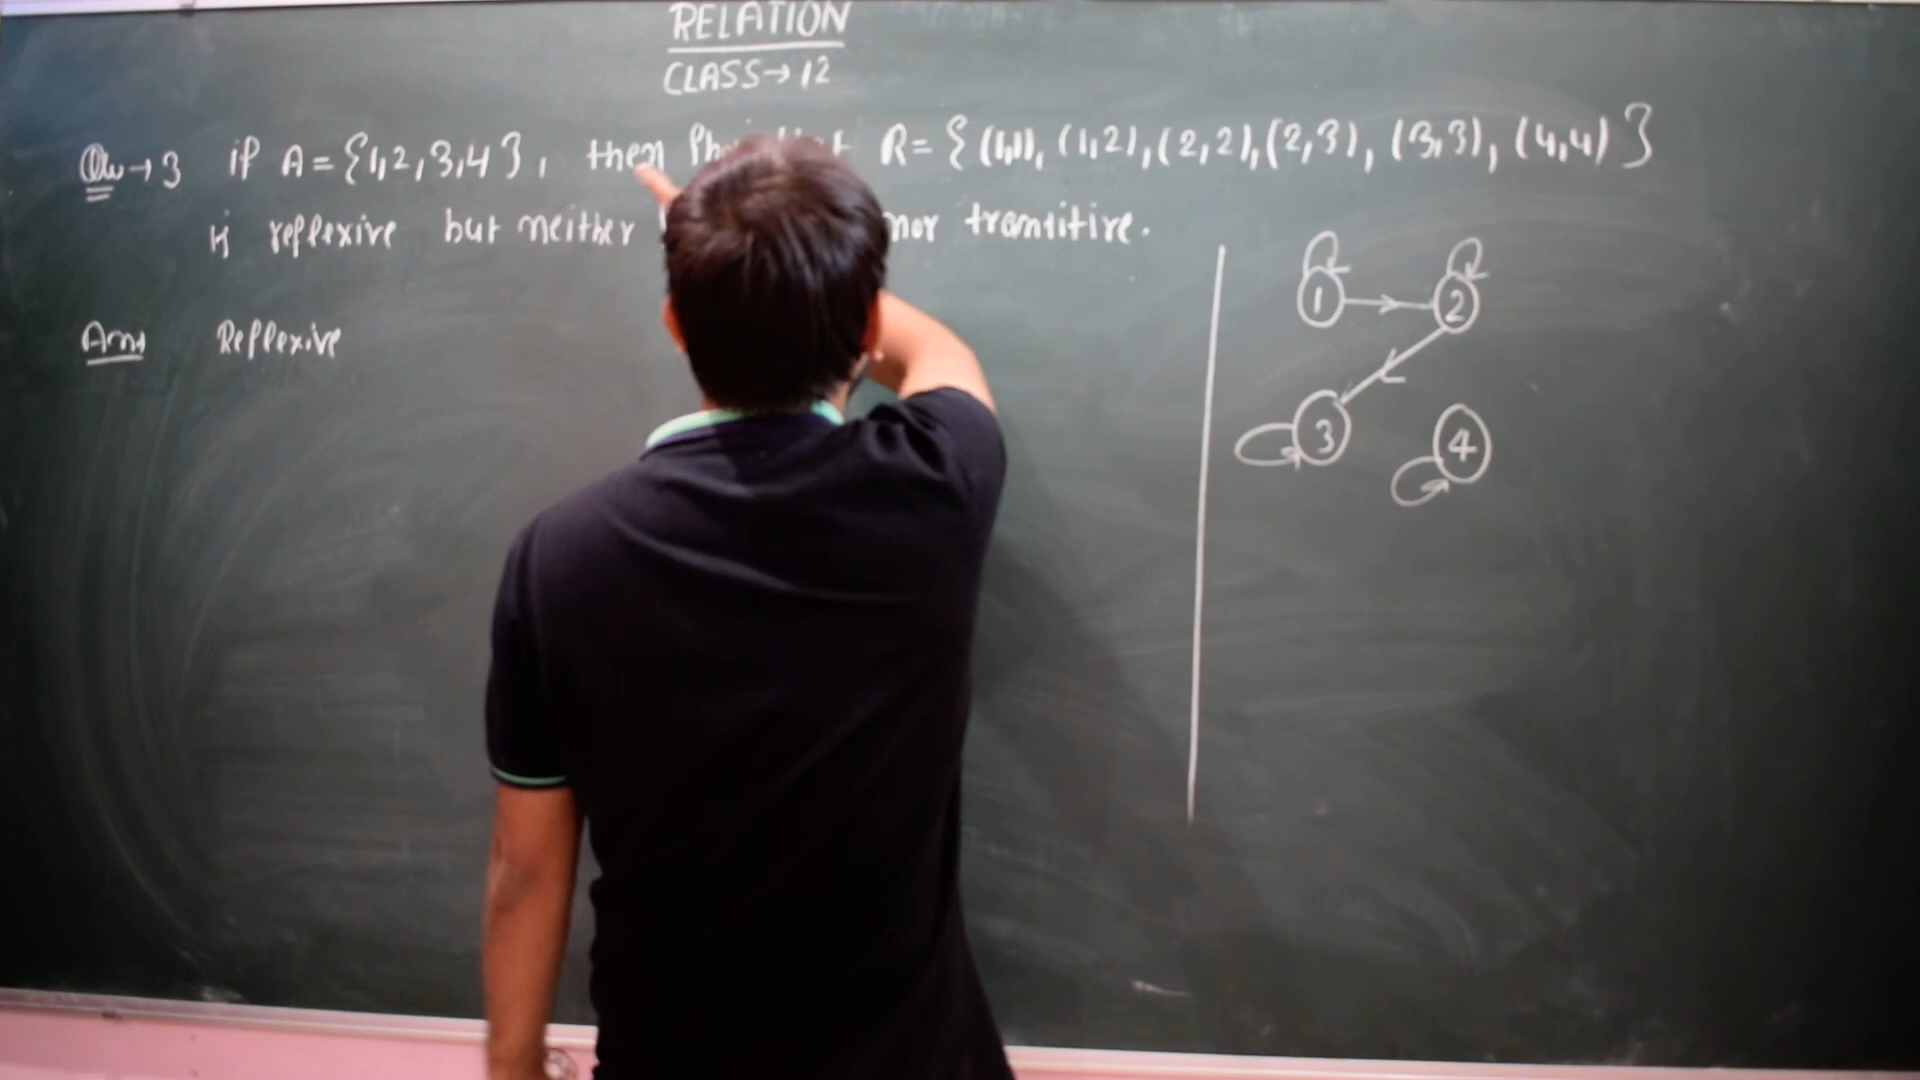 RELATION
CLASS→12
Que→3 if A={1,2,3,4}, then R={(1,1),(1,2),(2,2),(2,3),(3,3),(4,4)}
is reflexive but neither nor transitive.
Ans Reflexive
1 2
3 4